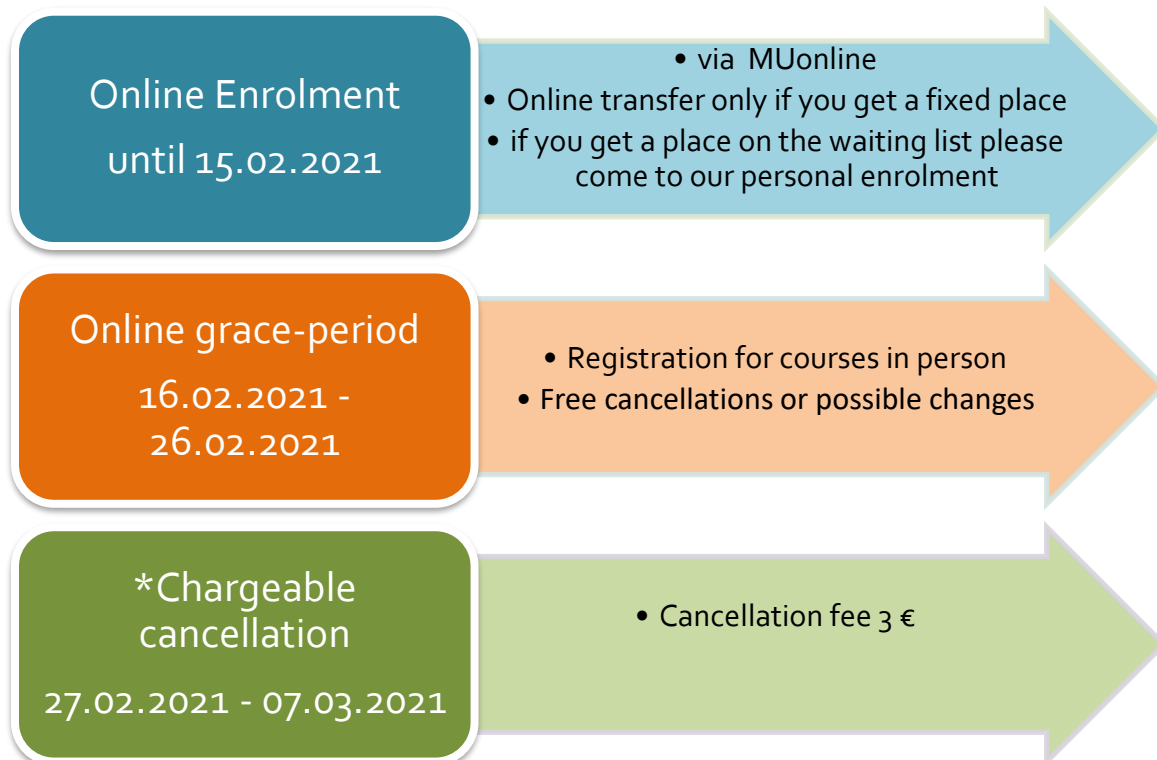 Online Enrolment
until 15.02.2021
• via  MUonline
• Online transfer only if you get a fixed place
• if you get a place on the waiting list please
come to our personal enrolment
Online grace-period
16.02.2021 -
26.02.2021
• Registration for courses in person
• Free cancellations or possible changes
*Chargeable
cancellation
27.02.2021 - 07.03.2021
• Cancellation fee 3 €